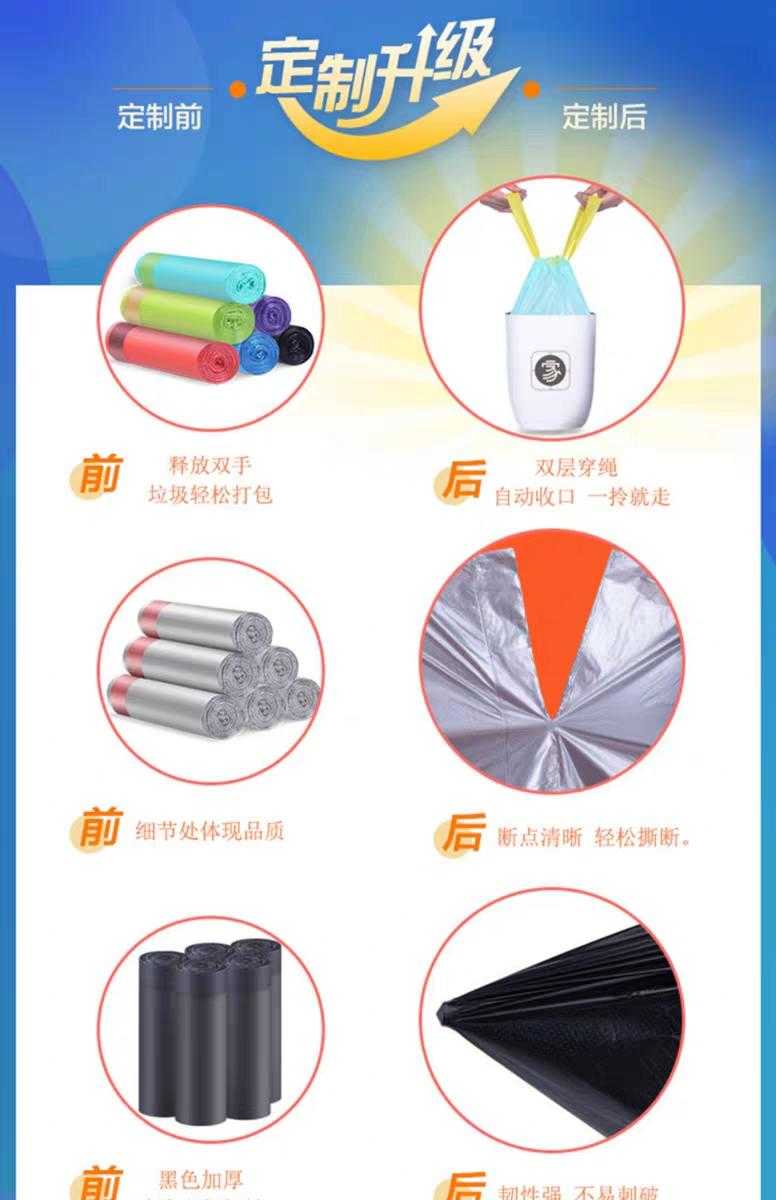 定制升级
定制前
定制后
前
释放双手
垃圾轻松打包
后
双层穿绳
自动收口 一拎就走
前
细节处体现品质
后
断点清晰 轻松撕断。
前
黑色加厚
后
韧性强 不易刺破